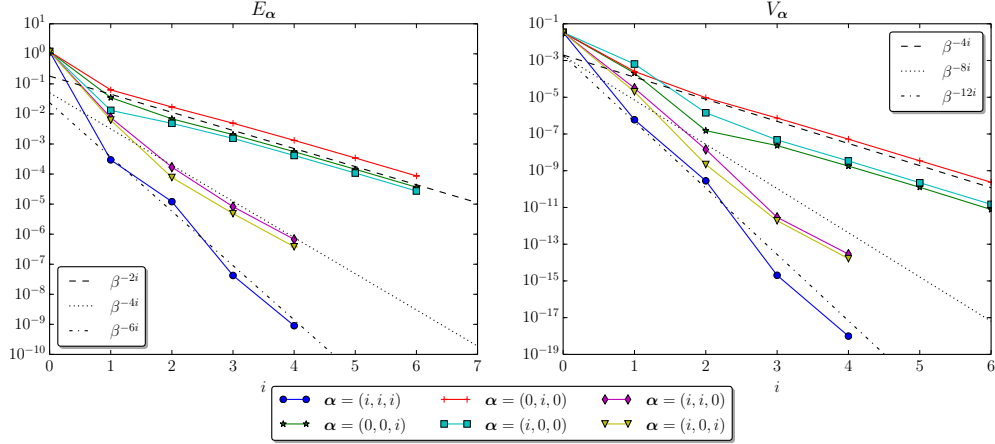 E_α
V_α
10^1
10^0
10^{-1}
10^{-2}
10^{-3}
10^{-4}
10^{-5}
10^{-6}
10^{-7}
10^{-8}
10^{-9}
10^{-10}
β^{-2i}
β^{-4i}
β^{-6i}
0 1 2 3 4 5 6 7
i
10^{-1}
10^{-3}
10^{-5}
10^{-7}
10^{-9}
10^{-11}
10^{-13}
10^{-15}
10^{-17}
10^{-19}
β^{-4i}
β^{-8i}
β^{-12i}
0 1 2 3 4 5 6
i
α = (i, i, i) α = (0, i, 0) α = (i, i, 0)
α = (0, 0, i) α = (i, 0, 0) α = (i, 0, i)